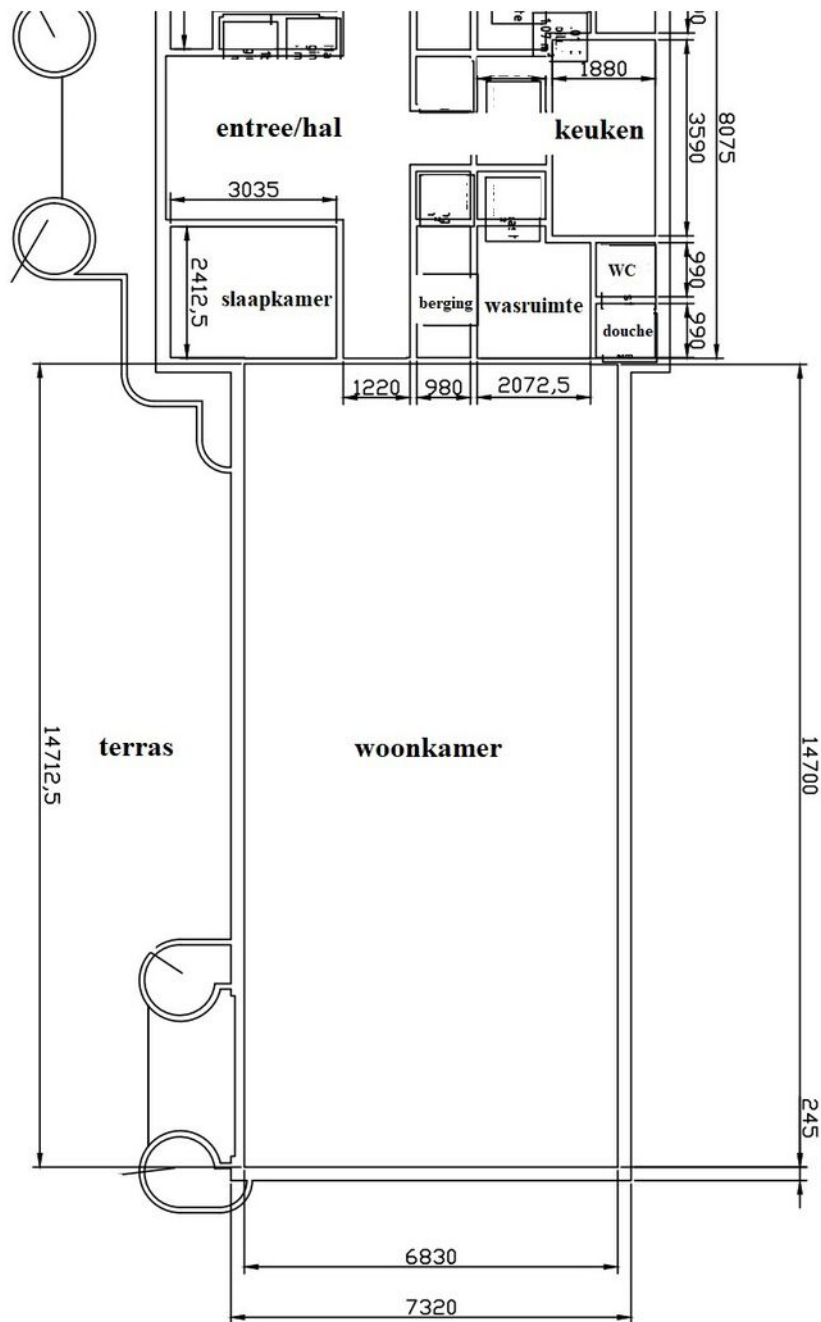 1880
entree/hal
keuken
8075
3590
3035
2412,5
slaapkamer
berging
wasruimte
WC
990
douche
990
1220
980
2072,5
14712,5
terras
woonkamer
14700
245
6830
7320